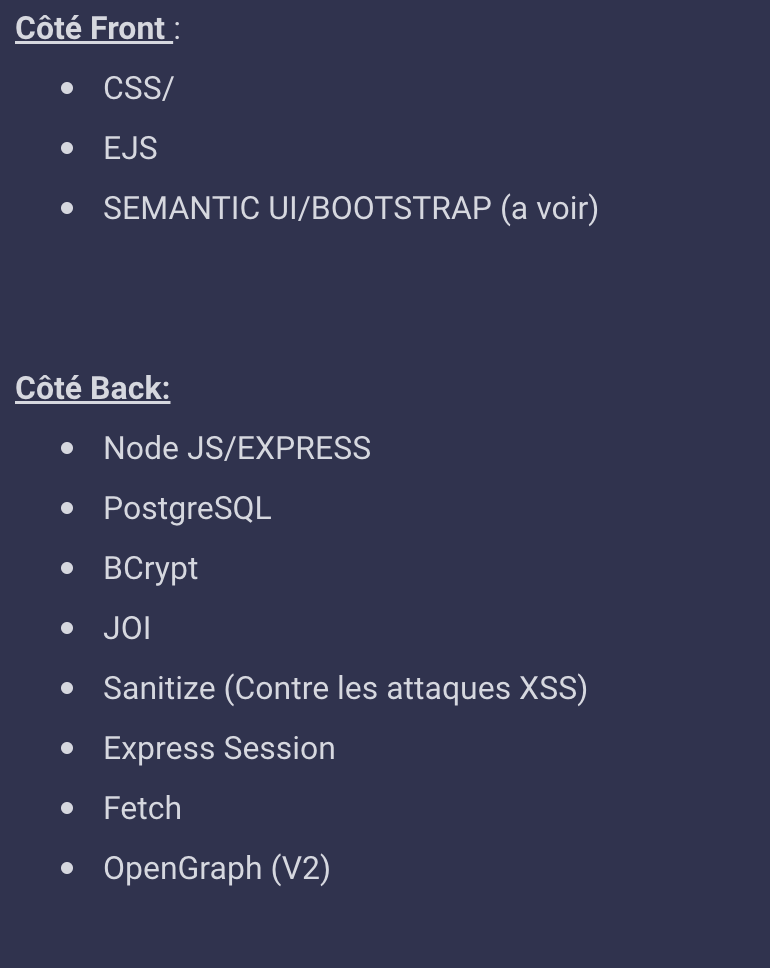 Côté Front :
CSS/
EJS
SEMANTIC UI/BOOTSTRAP (a voir)
Côté Back:
Node JS/EXPRESS
PostgreSQL
BCrypt
JOI
Sanitize (Contre les attaques XSS)
Express Session
Fetch
OpenGraph (V2)